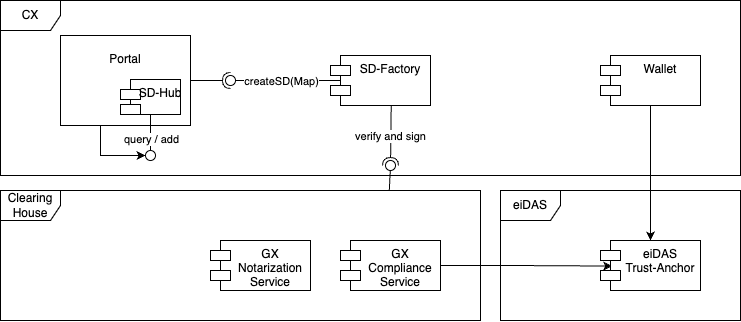 CX
Portal
SD-Hub
query / add
createSD(Map)
SD-Factory
verify and sign
Wallet
Clearing
House
GX
Notarization
Service
GX
Compliance
Service
eiDAS
eiDAS
Trust-Anchor